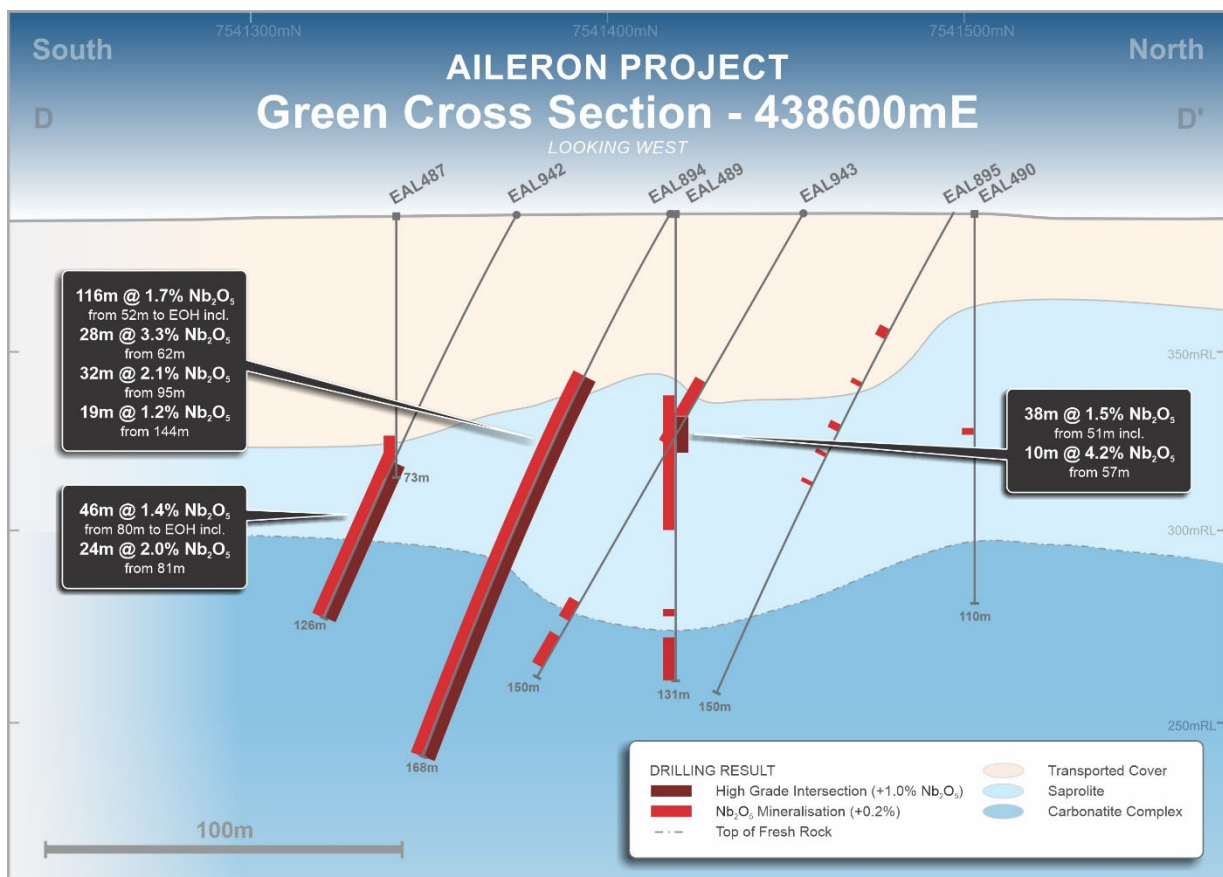 7541300mN
7541400mN
7541500mN
South
North
AILERON PROJECT
D
Green Cross Section - 438600mE
D'
LOOKING WEST
EAL487
EAL942
EAL894
EAL489
EAL943
EAL895
EAL490
116m @ 1.7% Nb₂O₅
from 52m to EOH incl.
28m @ 3.3% Nb₂O₅
from 62m
32m @ 2.1% Nb₂O₅
from 95m
19m @ 1.2% Nb₂O₅
from 144m
350mRL
38m @ 1.5% Nb₂O₅
from 51m incl.
10m @ 4.2% Nb₂O₅
from 57m
73m
46m @ 1.4% Nb₂O₅
from 80m to EOH incl.
24m @ 2.0% Nb₂O₅
from 81m
300mRL
126m
110m
150m
131m
150m
168m
250mRL
DRILLING RESULT
High Grade Intersection (+1.0% Nb₂O₅)
Nb₂O₅ Mineralisation (+0.2%)
Top of Fresh Rock
Transported Cover
Saprolite
Carbonatite Complex
100m